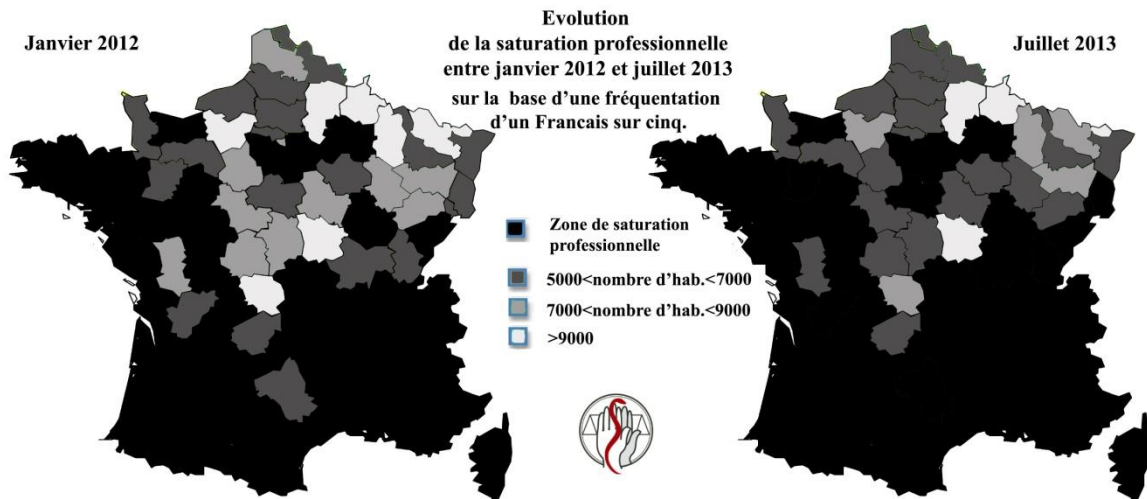 Janvier 2012
Evolution
de la saturation professionnelle
entre janvier 2012 et juillet 2013
sur la base d'une fréquentation
d'un Francais sur cinq.
Juillet 2013
Zone de saturation
professionnelle
5000<nombre d'hab.<7000
7000<nombre d'hab.<9000
>9000